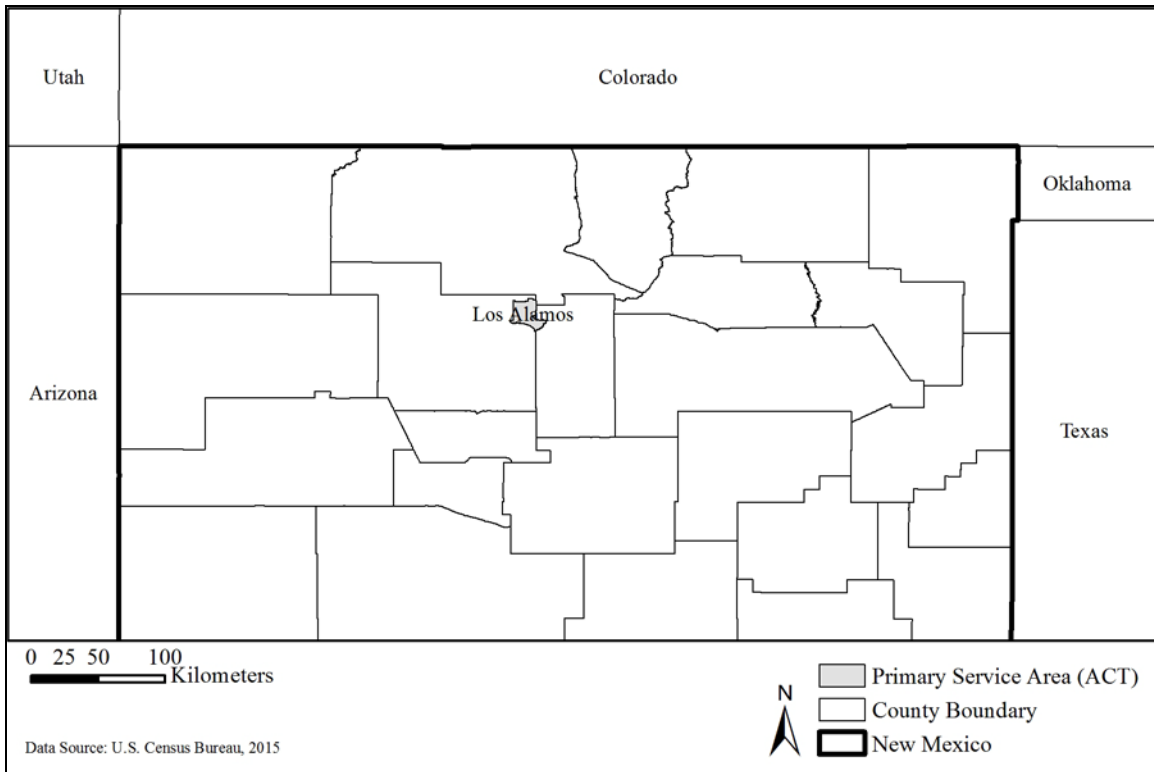 Utah
Colorado
Oklahoma
Los Alamos
Arizona
Texas
0 25 50 100
Kilometers
N
Primary Service Area (ACT)
County Boundary
New Mexico
Data Source: U.S. Census Bureau, 2015